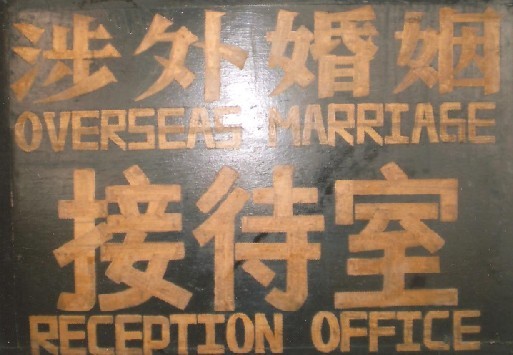 涉外婚姻
OVERSEAS MARRIAGE
接待室
RECEPTION OFFICE